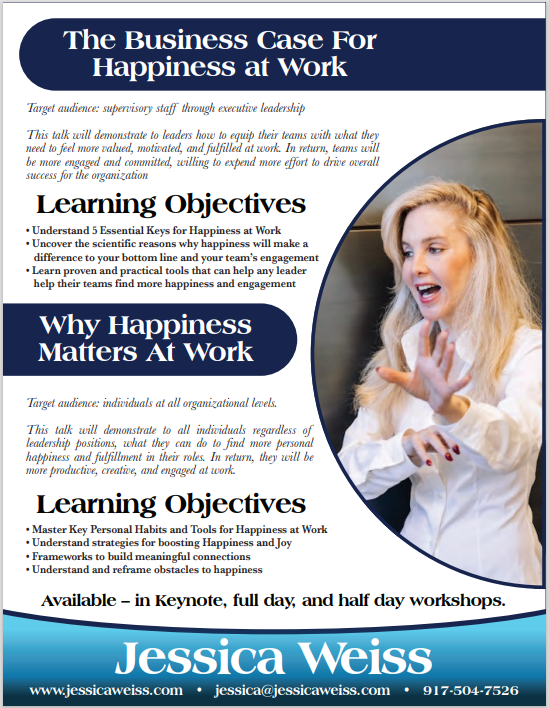 The Business Case For
Happiness at Work
Target audience: supervisory staff through executive leadership
This talk will demonstrate to leaders how to equip their teams with what they
need to feel more valued, motivated, and fulfilled at work. In return, teams will
be more engaged and committed, willing to expend more effort to drive overall
success for the organization
Learning Objectives
• Understand 5 Essential Keys for Happiness at Work
• Uncover the scientific reasons why happiness will make a
difference to your bottom line and your team's engagement
• Learn proven and practical tools that can help any leader
help their teams find more happiness and engagement
Why Happiness
Matters At Work
Target audience: individuals at all organizational levels.
This talk will demonstrate to all individuals regardless of
leadership positions, what they can do to find more personal
happiness and fulfillment in their roles. In return, they will be
more productive, creative, and engaged at work.
Learning Objectives
• Master Key Personal Habits and Tools for Happiness at Work
• Understand strategies for boosting Happiness and Joy
• Frameworks to build meaningful connections
• Understand and reframe obstacles to happiness
Available – in Keynote, full day, and half day workshops.
Jessica Weiss
www.jessicaweiss.com • jessica@jessicaweiss.com • 917-504-7526